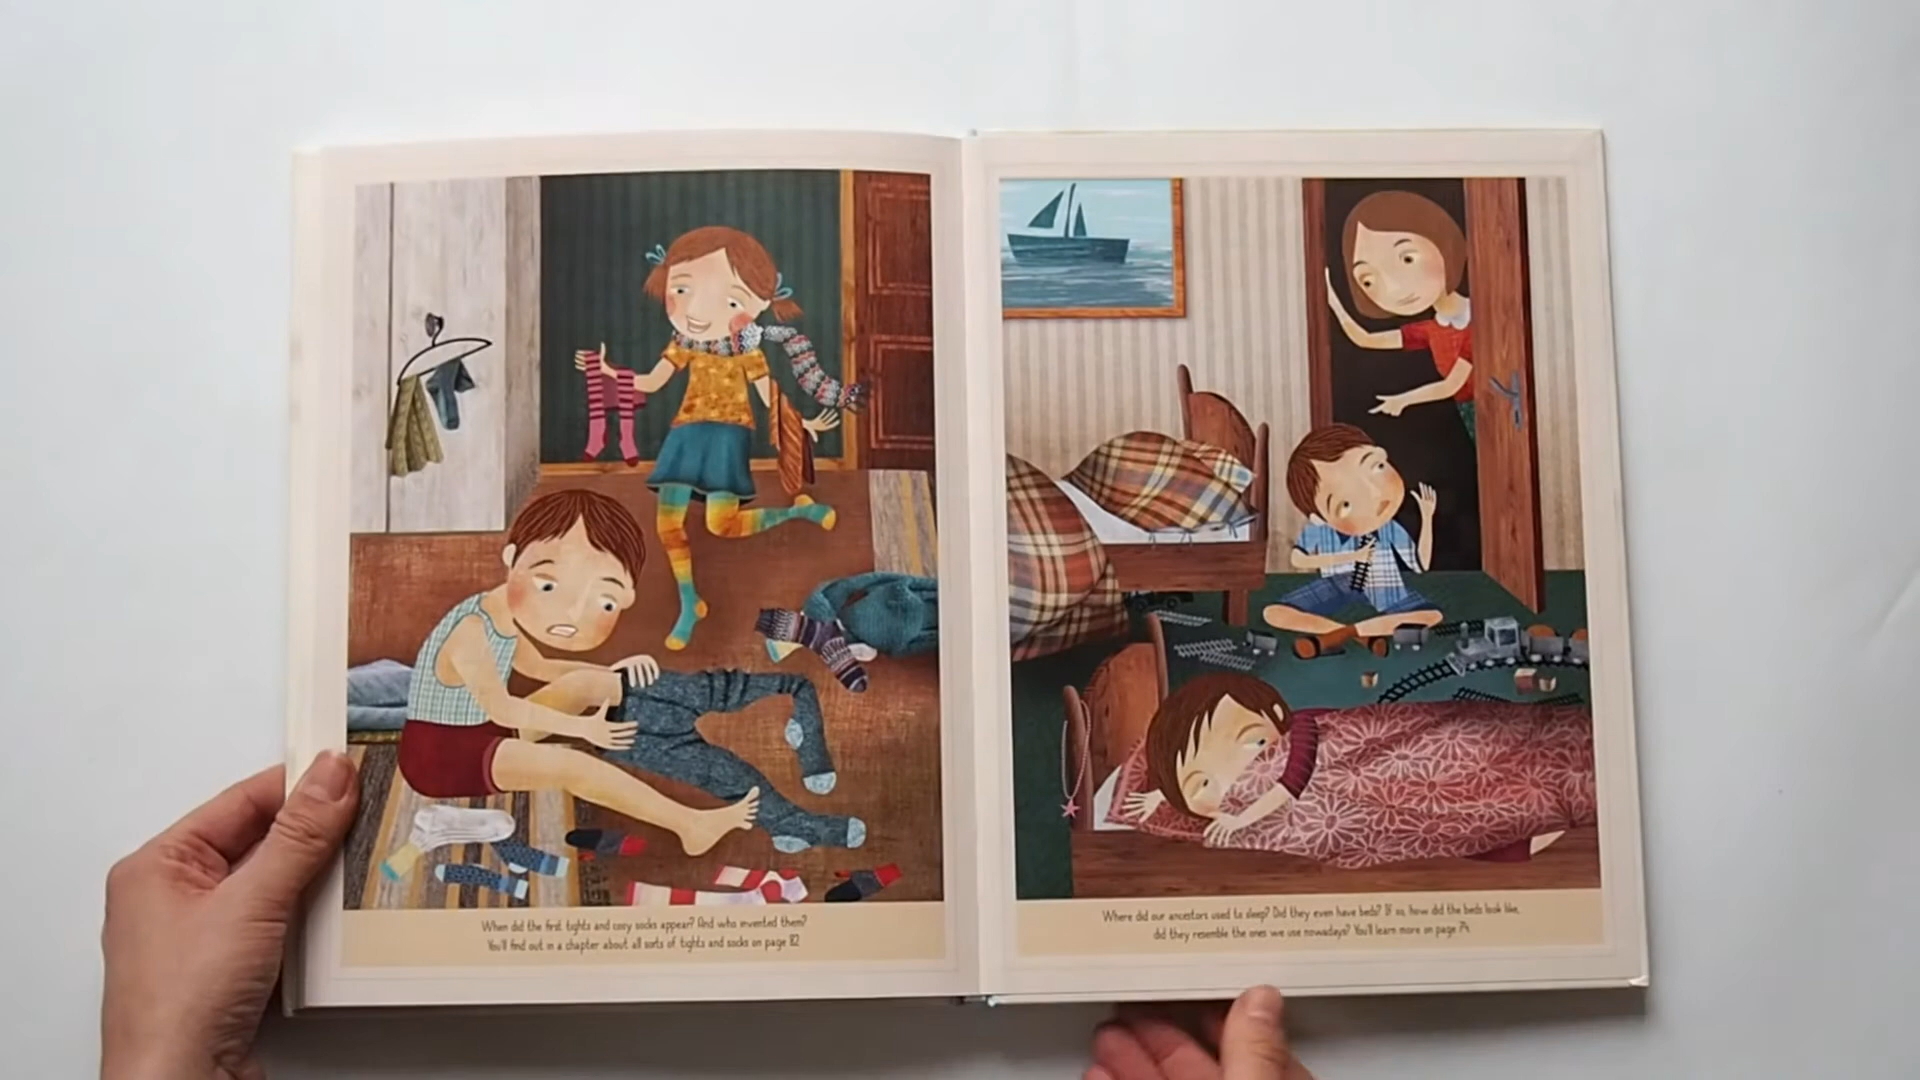 When did the first tights and cosy socks appear? And who invented them?
You'll find out in a chapter about all sorts of tights and socks on page 82
Where did our ancestors used to sleep? Did they even have beds? If so, how did the beds look like,
did they resemble the ones we use nowadays? You'll learn more on page 74.